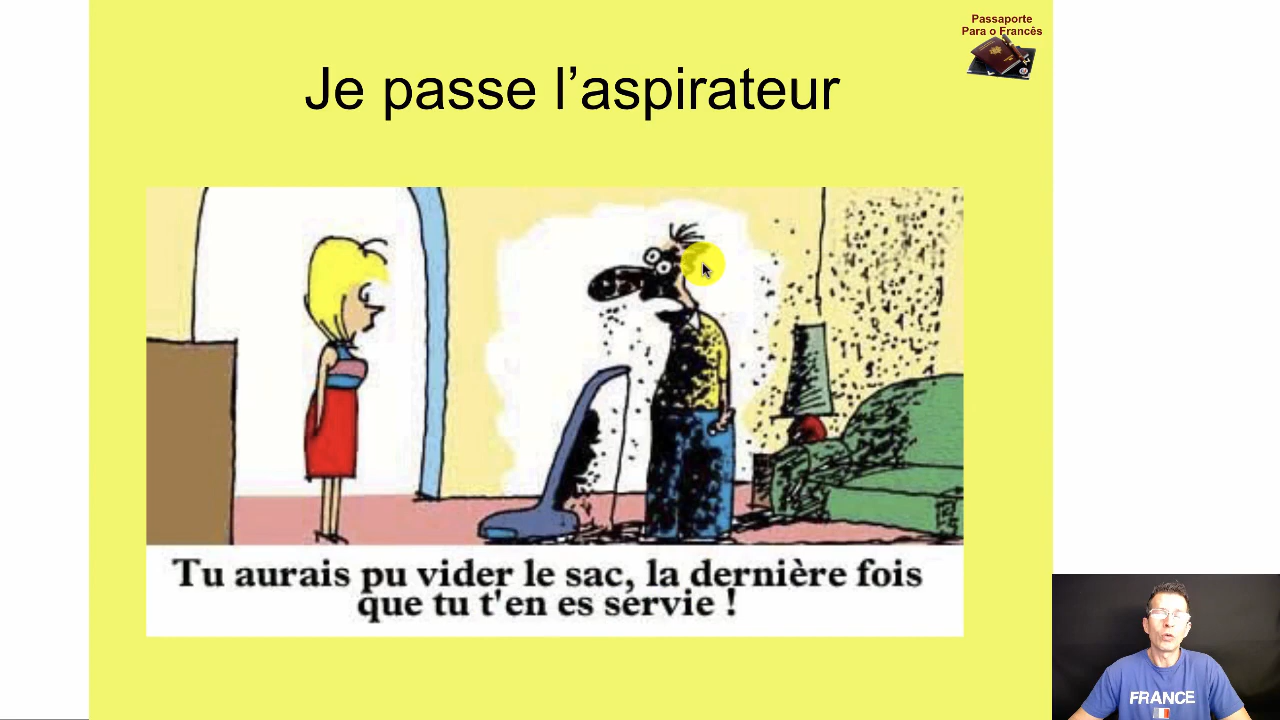 Passaporte
Para o Francês
Je passe l’aspirateur
Tu aurais pu vider le sac, la dernière fois
que tu t'en es servie !
FRANCE